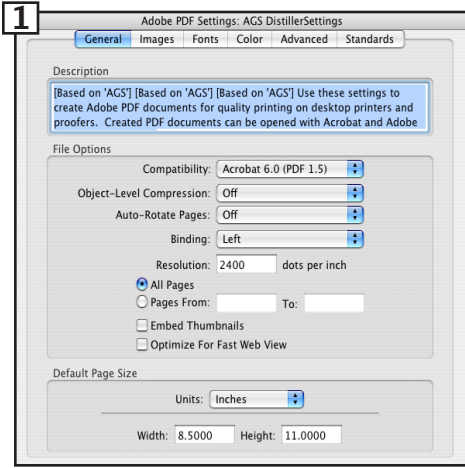 1
Adobe PDF Settings: AGS DistillerSettings
General Images Fonts Color Advanced Standards
Description
[Based on 'AGS'] [Based on 'AGS'] [Based on 'AGS'] Use these settings to
create Adobe PDF documents for quality printing on desktop printers and
proofers. Created PDF documents can be opened with Acrobat and Adobe
File Options
Compatibility: Acrobat 6.0 (PDF 1.5)
Object-Level Compression: Off
Auto-Rotate Pages: Off
Binding: Left
Resolution: 2400 dots per inch
All Pages
Pages From: To:
Embed Thumbnails
Optimize For Fast Web View
Default Page Size
Units: Inches
Width: 8.5000 Height: 11.0000